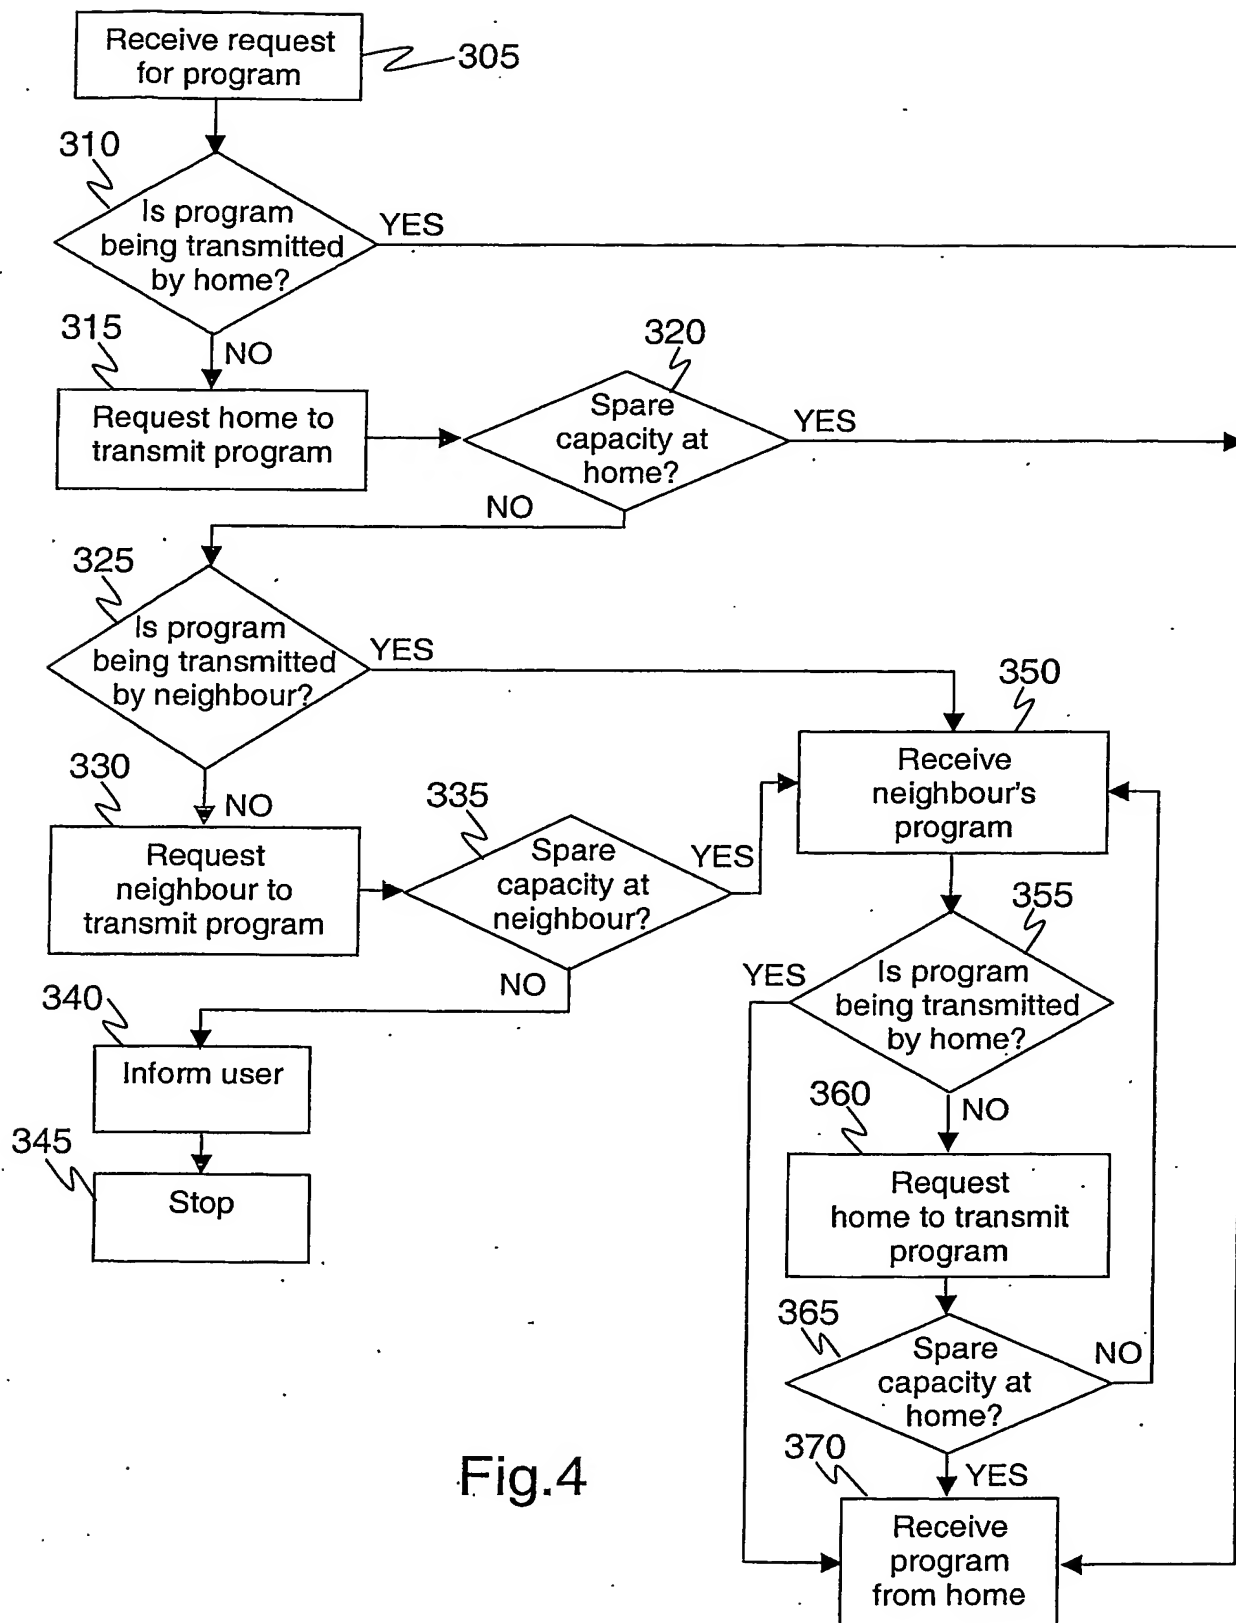 Receive request
for program
305
310
Is program
being transmitted
by home?
YES
NO
315
Request home to
transmit program
320
Spare
capacity at
home?
YES
NO
325
Is program
being transmitted
by neighbour?
YES
NO
330
Request
neighbour to
transmit program
335
Spare
capacity at
neighbour?
YES
NO
340
Inform user
345
Stop
350
Receive
neighbour's
program
355
Is program
being transmitted
by home?
YES
NO
360
Request
home to transmit
program
365
Spare
capacity at
home?
NO
YES
370
Receive
program
from home
Fig.4